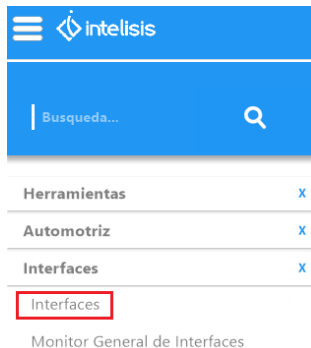 intelisis
Busqueda...
Herramientas x
Automotriz x
Interfaces x
Interfaces
Monitor General de Interfaces